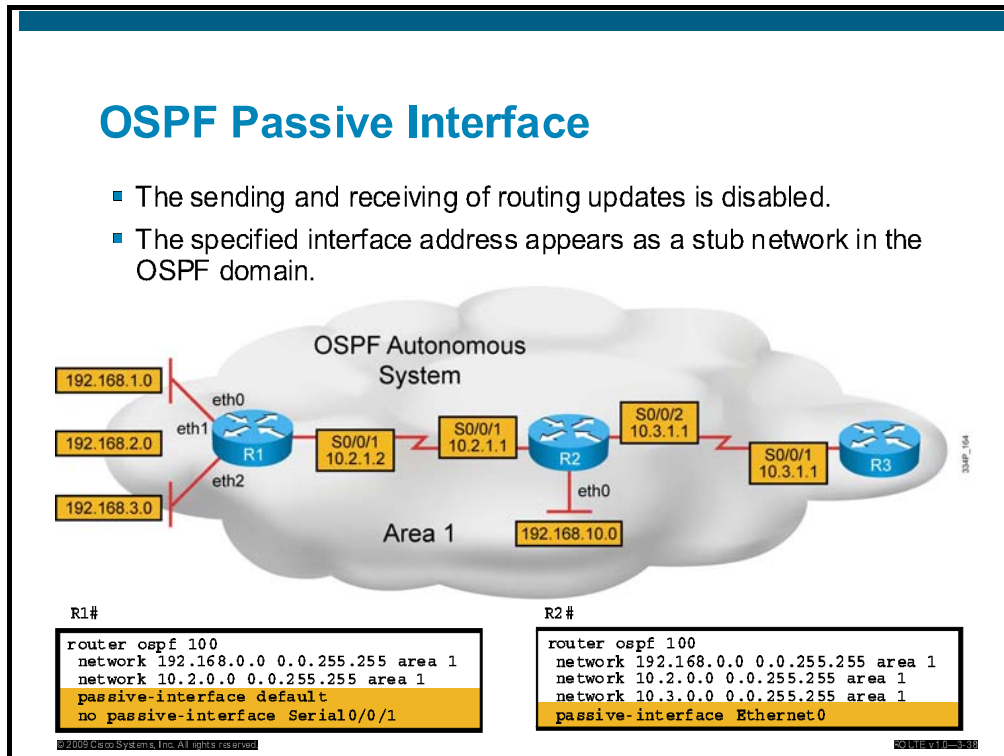 OSPF Passive Interface
The sending and receiving of routing updates is disabled.
The specified interface address appears as a stub network in the
OSPF domain.
OSPF Autonomous
System
192.168.1.0
eth0
eth1
192.168.2.0
R1
eth2
192.168.3.0
S0/0/1
10.2.1.2
S0/0/1
10.2.1.1
R2
S0/0/2
10.3.1.1
S0/0/1
10.3.1.1
R3
eth0
192.168.10.0
Area 1
334P_164
R1#
router ospf 100
network 192.168.0.0 0.0.255.255 area 1
network 10.2.0.0 0.0.255.255 area 1
passive-interface default
no passive-interface Serial0/0/1
R2#
router ospf 100
network 192.168.0.0 0.0.255.255 area 1
network 10.2.0.0 0.0.255.255 area 1
network 10.3.0.0 0.0.255.255 area 1
passive-interface Ethernet0
© 2009 Cisco Systems, Inc. All rights reserved.
v1.0—3-38